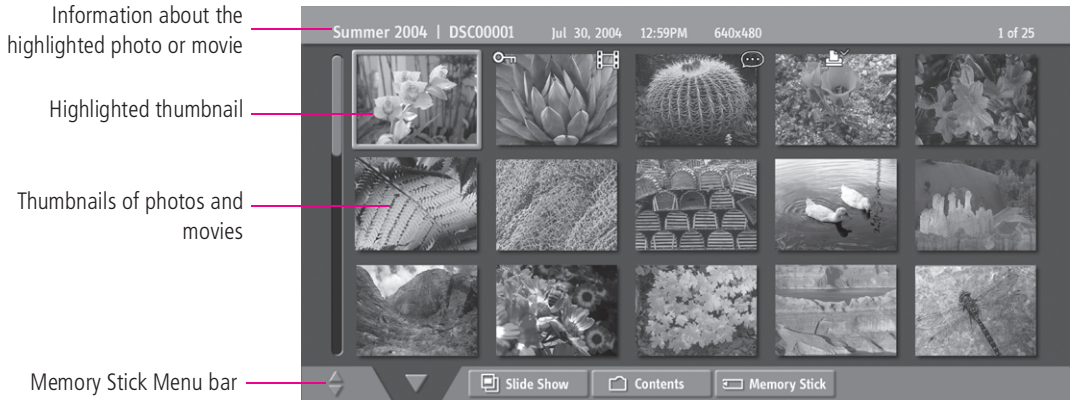 Information about the
highlighted photo or movie
Summer 2004 | DSC00001 Jul 30, 2004 12:59PM 640x480 1 of 25
Highlighted thumbnail
Thumbnails of photos and
movies
Memory Stick Menu bar
Slide Show Contents Memory Stick